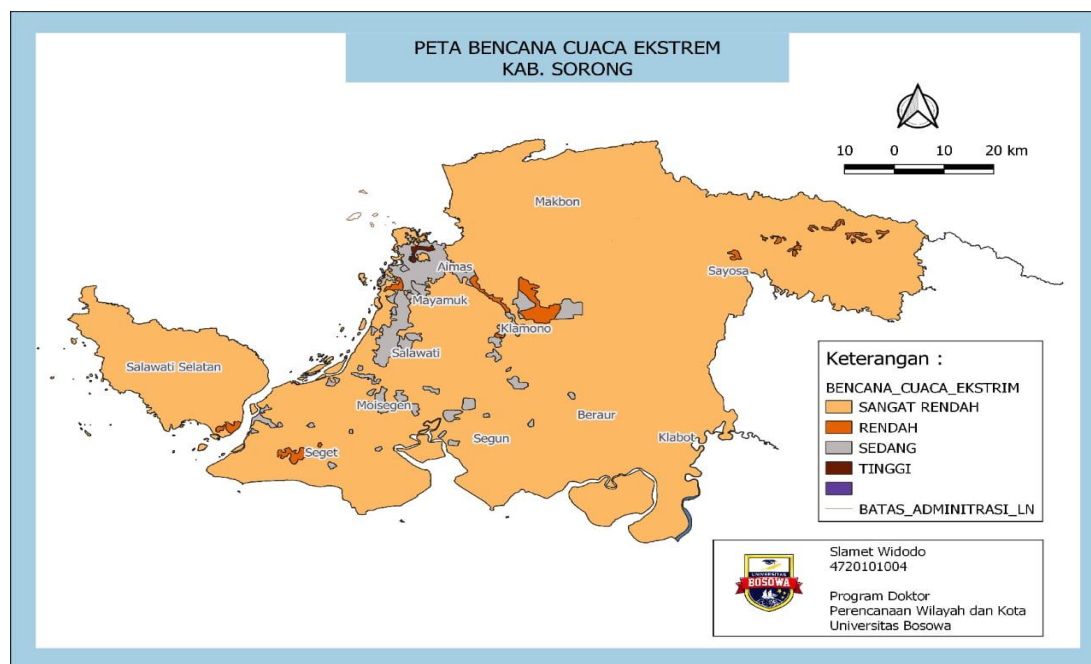 PETA BENCANA CUACA EKSTREM
KAB. SORONG
10 0 10 20 km
Makbon
Aimas
Sayosa
Mayamuk
Klamono
Salawati
Salawati Selatan
Moisegen
Beraur
Segun
Klabot
Seget
Keterangan :
BENCANA_CUACA_EKSTRIM
SANGAT RENDAH
RENDAH
SEDANG
TINGGI
BATAS_ADMINITRASI_LN
UNIVERSITAS
BOSOWA
Slamet Widodo
4720101004
Program Doktor
Perencanaan Wilayah dan Kota
Universitas Bosowa